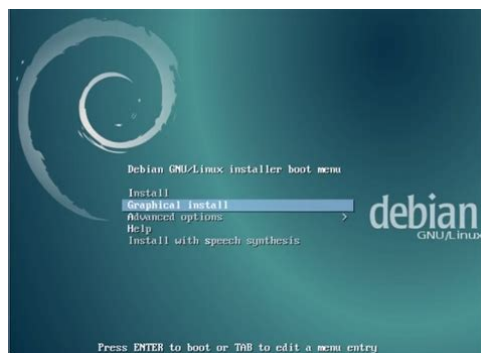 Debian GNU/Linux installer boot menu
Install
Graphical install
Advanced options >
Help
Install with speech synthesis
debian
GNU/Linux
Press ENTER to boot or TAB to edit a menu entry